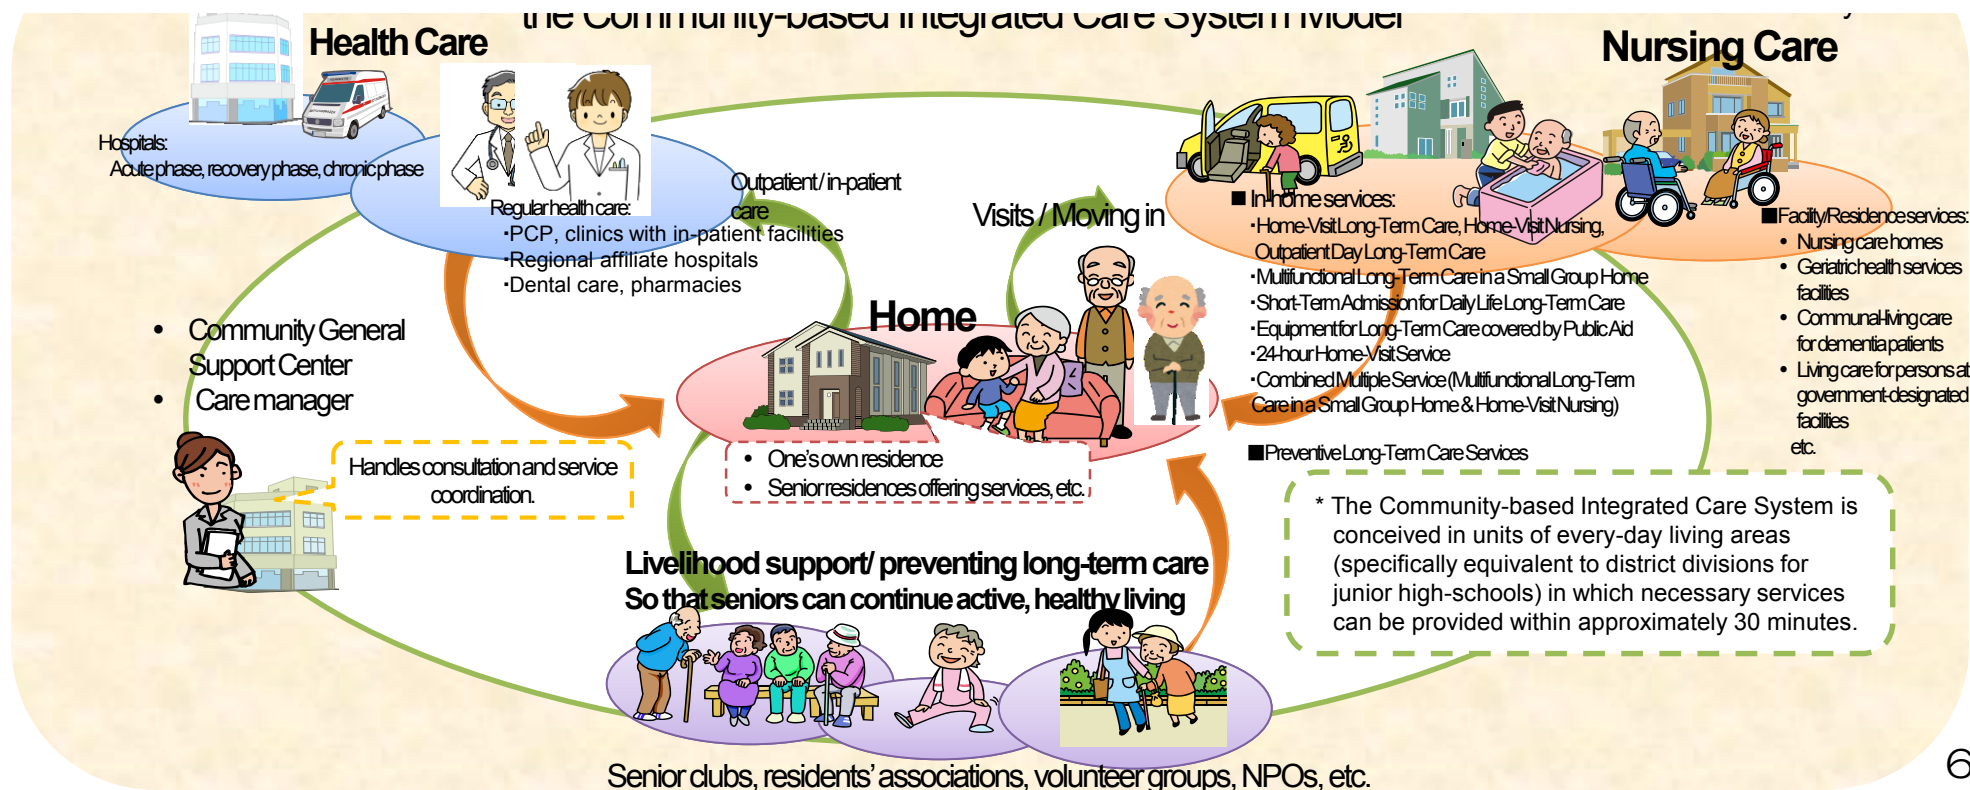 the Community-based Integrated Care System Model
Health Care
Nursing Care
Hospitals:
Acute phase, recovery phase, chronic phase
Regular health care:
・PCP, clinics with in-patient facilities
・Regional affiliate hospitals
・Dental care, pharmacies
Outpatient / in-patient
care
Visits / Moving in
■ In-home services:
・Home-Visit Long-Term Care, Home-Visit Nursing,
Outpatient Day Long-Term Care
・Multifunctional Long-Term Care in a Small Group Home
・Short-Term Admission for Daily Life Long-Term Care
・Equipment for Long-Term Care covered by Public Aid
・24-hour Home-Visit Service
・Combined Multiple Service (Multifunctional Long-Term
Care in a Small Group Home & Home-Visit Nursing)
■Preventive Long-Term Care Services
■Facility/Residence services:
• Nursing care homes
• Geriatric health services
facilities
• Communal-living care
for dementia patients
• Living care for persons at
government-designated
facilities
etc.
• Community General
Support Center
• Care manager
Handles consultation and service
coordination.
Home
• One's own residence
• Senior residences offering services, etc.
Livelihood support/ preventing long-term care
So that seniors can continue active, healthy living
* The Community-based Integrated Care System is
conceived in units of every-day living areas
(specifically equivalent to district divisions for
junior high-schools) in which necessary services
can be provided within approximately 30 minutes.
Senior clubs, residents' associations, volunteer groups, NPOs, etc.
6